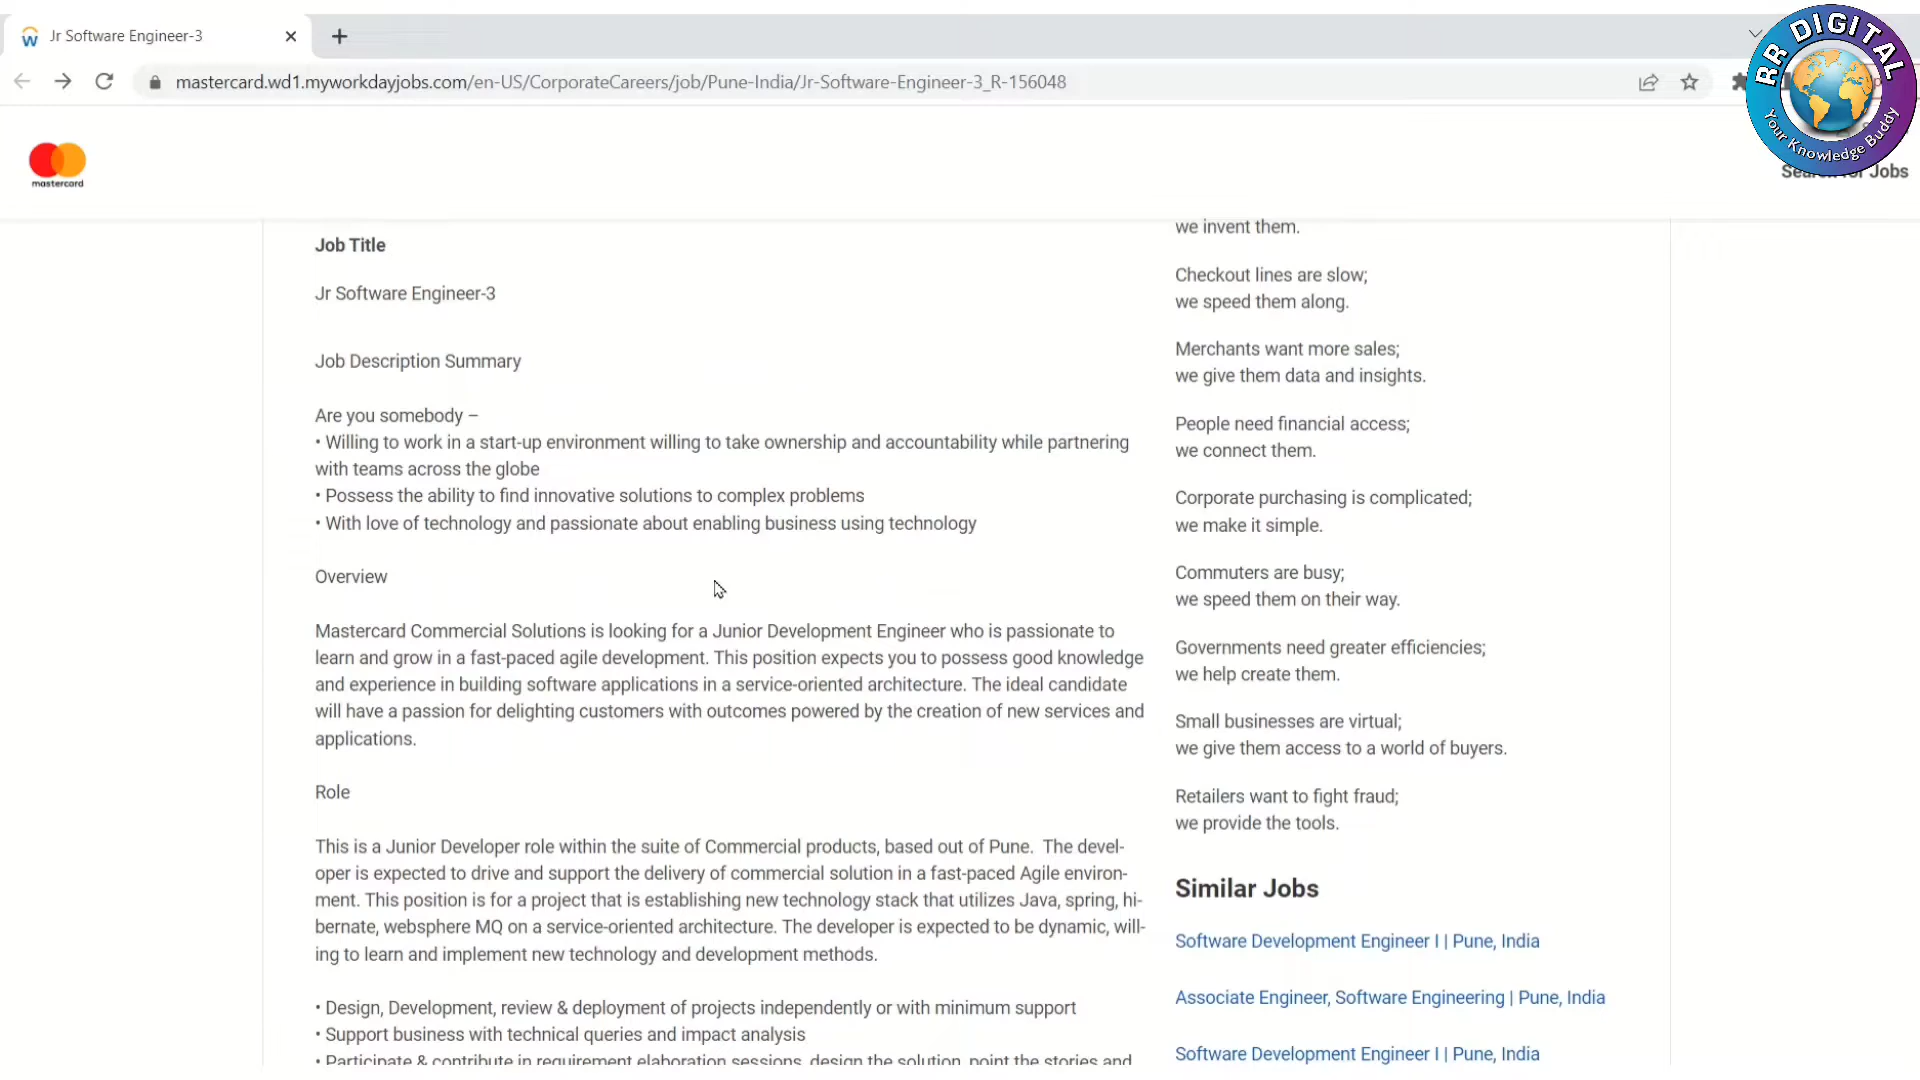 Jr Software Engineer-3
mastercard.wd1.myworkdayjobs.com/en-US/CorporateCareers/job/Pune-India/Jr-Software-Engineer-3_R-156048
RR DIGITAL
Your Knowledge Buddy
mastercard
Search for Jobs
Job Title
Jr Software Engineer-3
Job Description Summary
Are you somebody –
• Willing to work in a start-up environment willing to take ownership and accountability while partnering
with teams across the globe
• Possess the ability to find innovative solutions to complex problems
• With love of technology and passionate about enabling business using technology
Overview
Mastercard Commercial Solutions is looking for a Junior Development Engineer who is passionate to
learn and grow in a fast-paced agile development. This position expects you to possess good knowledge
and experience in building software applications in a service-oriented architecture. The ideal candidate
will have a passion for delighting customers with outcomes powered by the creation of new services and
applications.
Role
This is a Junior Developer role within the suite of Commercial products, based out of Pune. The devel-
oper is expected to drive and support the delivery of commercial solution in a fast-paced Agile environ-
ment. This position is for a project that is establishing new technology stack that utilizes Java, spring, hi-
bernate, websphere MQ on a service-oriented architecture. The developer is expected to be dynamic, will-
ing to learn and implement new technology and development methods.
• Design, Development, review & deployment of projects independently or with minimum support
• Support business with technical queries and impact analysis
• Participate & contribute in requirement elaboration sessions, design the solution, point the stories and
we invent them.
Checkout lines are slow;
we speed them along.
Merchants want more sales;
we give them data and insights.
People need financial access;
we connect them.
Corporate purchasing is complicated;
we make it simple.
Commuters are busy;
we speed them on their way.
Governments need greater efficiencies;
we help create them.
Small businesses are virtual;
we give them access to a world of buyers.
Retailers want to fight fraud;
we provide the tools.
Similar Jobs
Software Development Engineer I | Pune, India
Associate Engineer, Software Engineering | Pune, India
Software Development Engineer I | Pune, India